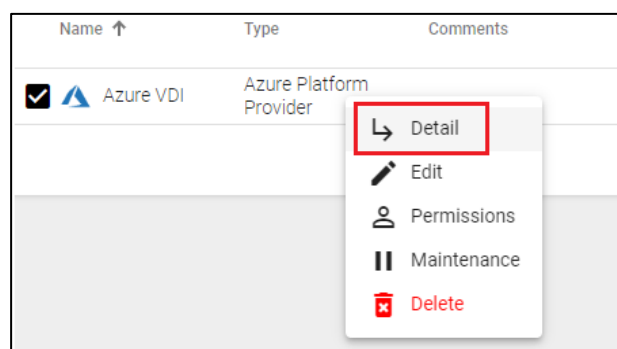 Name ↑ Type Comments
Azure VDI Azure Platform
Provider
Detail
Edit
Permissions
Maintenance
Delete